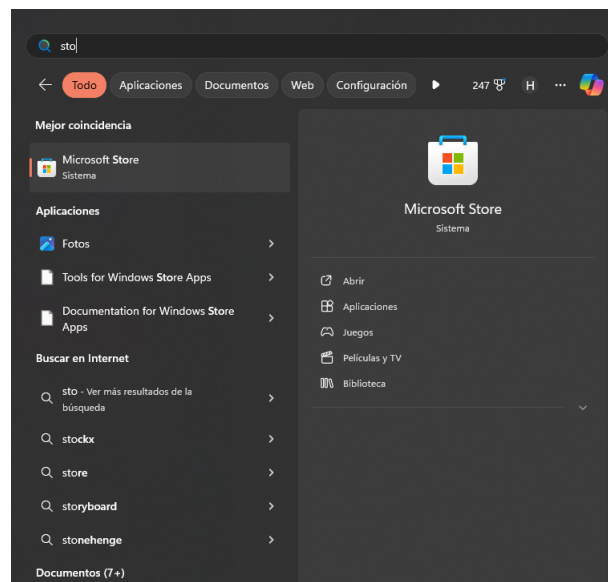 sto
Todo Aplicaciones Documentos Web Configuración 247 H
Mejor coincidencia
Microsoft Store
Sistema
Aplicaciones
Fotos
Tools for Windows Store Apps
Documentation for Windows Store
Apps
Buscar en Internet
sto - Ver más resultados de la
búsqueda
stockx
store
storyboard
stonehenge
Documentos (7+)
Microsoft Store
Sistema
Abrir
Aplicaciones
Juegos
Películas y TV
Biblioteca